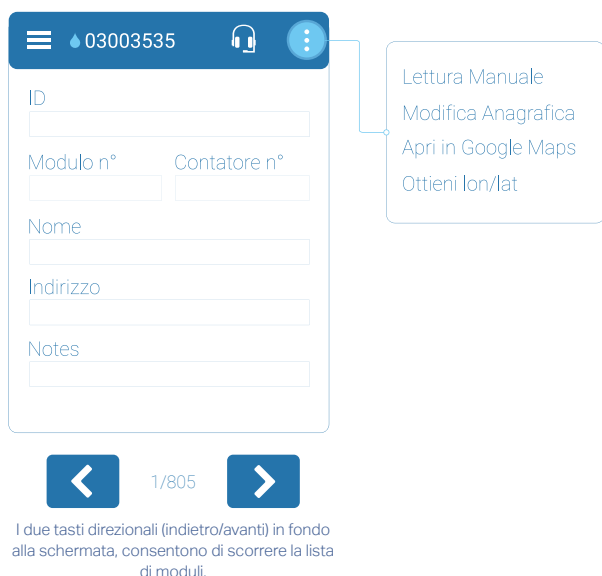 03003535
ID
Modulo n° Contatore n°
Nome
Indirizzo
Notes
Lettura Manuale
Modifica Anagrafica
Apri in Google Maps
Ottieni lon/lat
1/805
I due tasti direzionali (indietro/avanti) in fondo
alla schermata, consentono di scorrere la lista
di moduli.